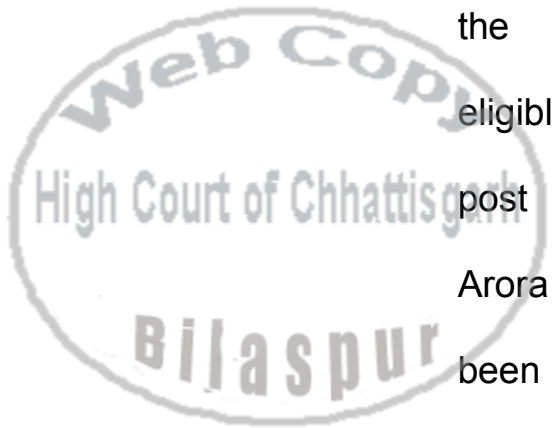 the
Web Copy
eligibl
High Court of Chhattisgarh
post
Arora
Bilaspur
been